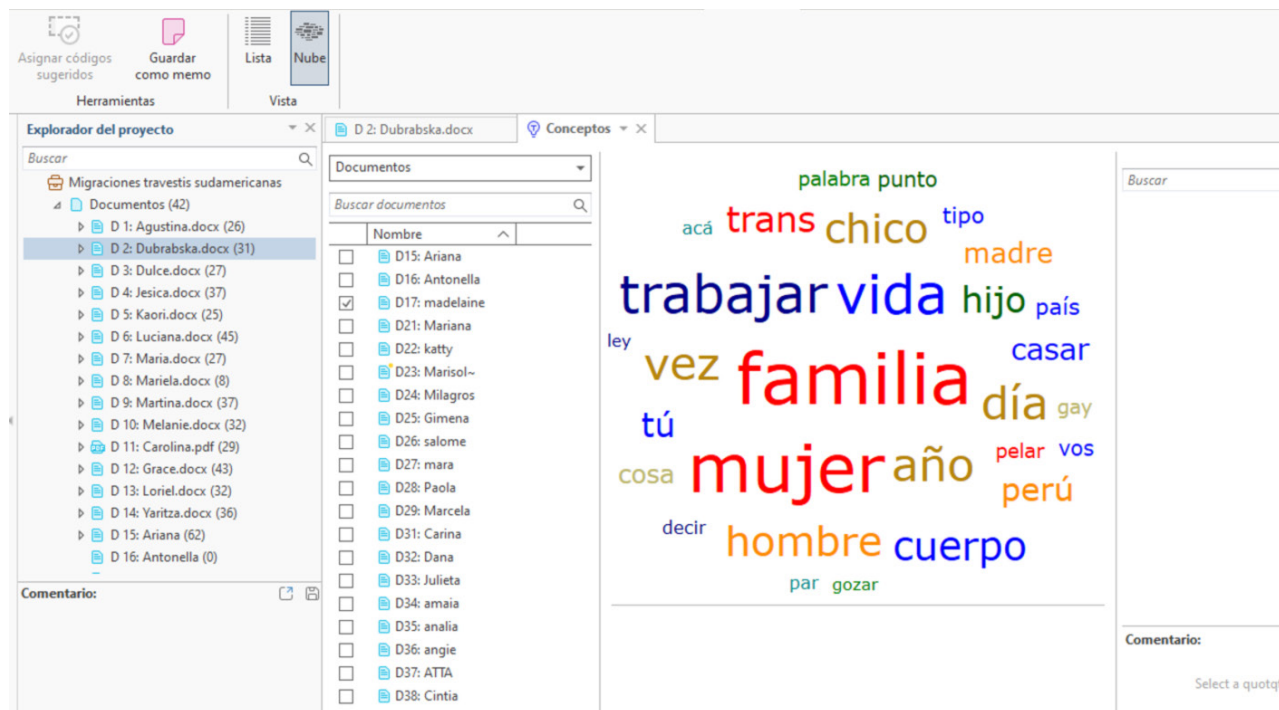 Asignar códigos sugeridos
Guardar como memo
Lista
Nube
Herramientas
Vista
Explorador del proyecto
Buscar
Migraciones travestis sudamericanas
Documentos (42)
D 1: Agustina.docx (26)
D 2: Dubrabska.docx (31)
D 3: Dulce.docx (27)
D 4: Jesica.docx (37)
D 5: Kaori.docx (25)
D 6: Luciana.docx (45)
D 7: Maria.docx (27)
D 8: Mariela.docx (8)
D 9: Martina.docx (37)
D 10: Melanie.docx (32)
D 11: Carolina.pdf (29)
D 12: Grace.docx (43)
D 13: Loriel.docx (32)
D 14: Yaritza.docx (36)
D 15: Ariana (62)
D 16: Antonella (0)
Comentario:
D 2: Dubrabska.docx
Conceptos
Documentos
Buscar documentos
Nombre
D15: Ariana
D16: Antonella
D17: madelaine
D21: Mariana
D22: katty
D23: Marisol~
D24: Milagros
D25: Gimena
D26: salome
D27: mara
D28: Paola
D29: Marcela
D31: Carina
D32: Dana
D33: Julieta
D34: amaia
D35: analia
D36: angie
D37: ATTA
D38: Cintia
palabra punto
acá trans chico tipo
madre
trabajar vida hijo país
ley
vez familia casar
día gay
tú
cosa mujer año pelar vos
perú
decir
hombre cuerpo
par gozar
Buscar
Comentario:
Select a quotq